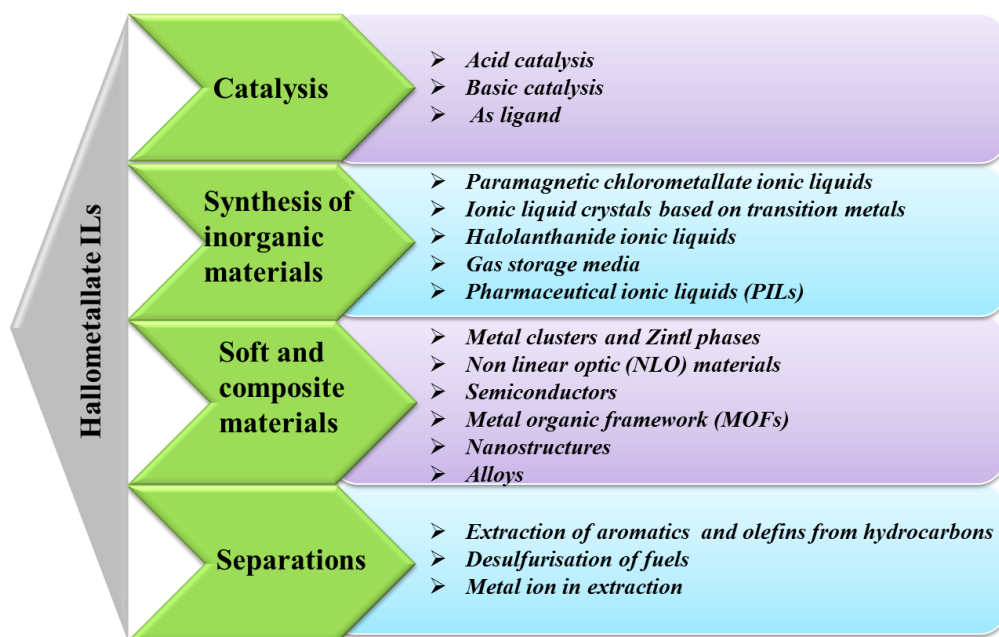 Hallometallate ILs
Catalysis
➢ Acid catalysis
➢ Basic catalysis
➢ As ligand
Synthesis of
inorganic
materials
➢ Paramagnetic chlorometallate ionic liquids
➢ Ionic liquid crystals based on transition metals
➢ Halolanthanide ionic liquids
➢ Gas storage media
➢ Pharmaceutical ionic liquids (PILs)
Soft and
composite
materials
➢ Metal clusters and Zintl phases
➢ Non linear optic (NLO) materials
➢ Semiconductors
➢ Metal organic framework (MOFs)
➢ Nanostructures
➢ Alloys
Separations
➢ Extraction of aromatics and olefins from hydrocarbons
➢ Desulfurisation of fuels
➢ Metal ion in extraction